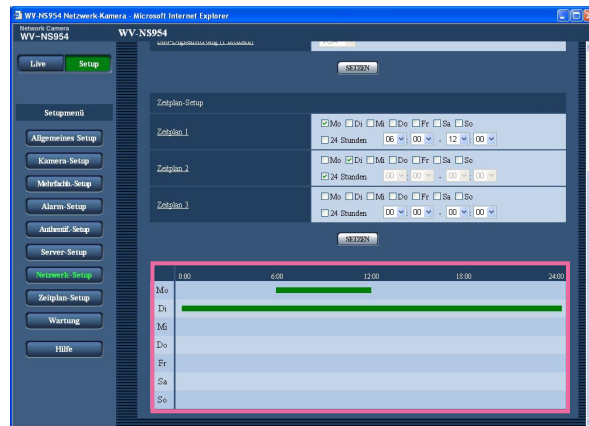 WV-NS954 Netzwerk-Kamera - Microsoft Internet Explorer
Network Camera
WV-NS954
WV-NS954
Live Setup
SETZEN
Setupmenü
Allgemeines Setup
Kamera-Setup
Mehrfachb.-Setup
Alarm-Setup
Authentif.-Setup
Server-Setup
Netzwerk-Setup
Zeitplan-Setup
Wartung
Hilfe
Zeitplan-Setup
Zeitplan 1
Mo Di Mi Do Fr Sa So
24 Stunden 06 : 00 - 12 : 00
Zeitplan 2
Mo Di Mi Do Fr Sa So
24 Stunden 00 : 00 - 00 : 00
Zeitplan 3
Mo Di Mi Do Fr Sa So
24 Stunden 00 : 00 - 00 : 00
SETZEN
0:00 6:00 12:00 18:00 24:00
Mo
Di
Mi
Do
Fr
Sa
So